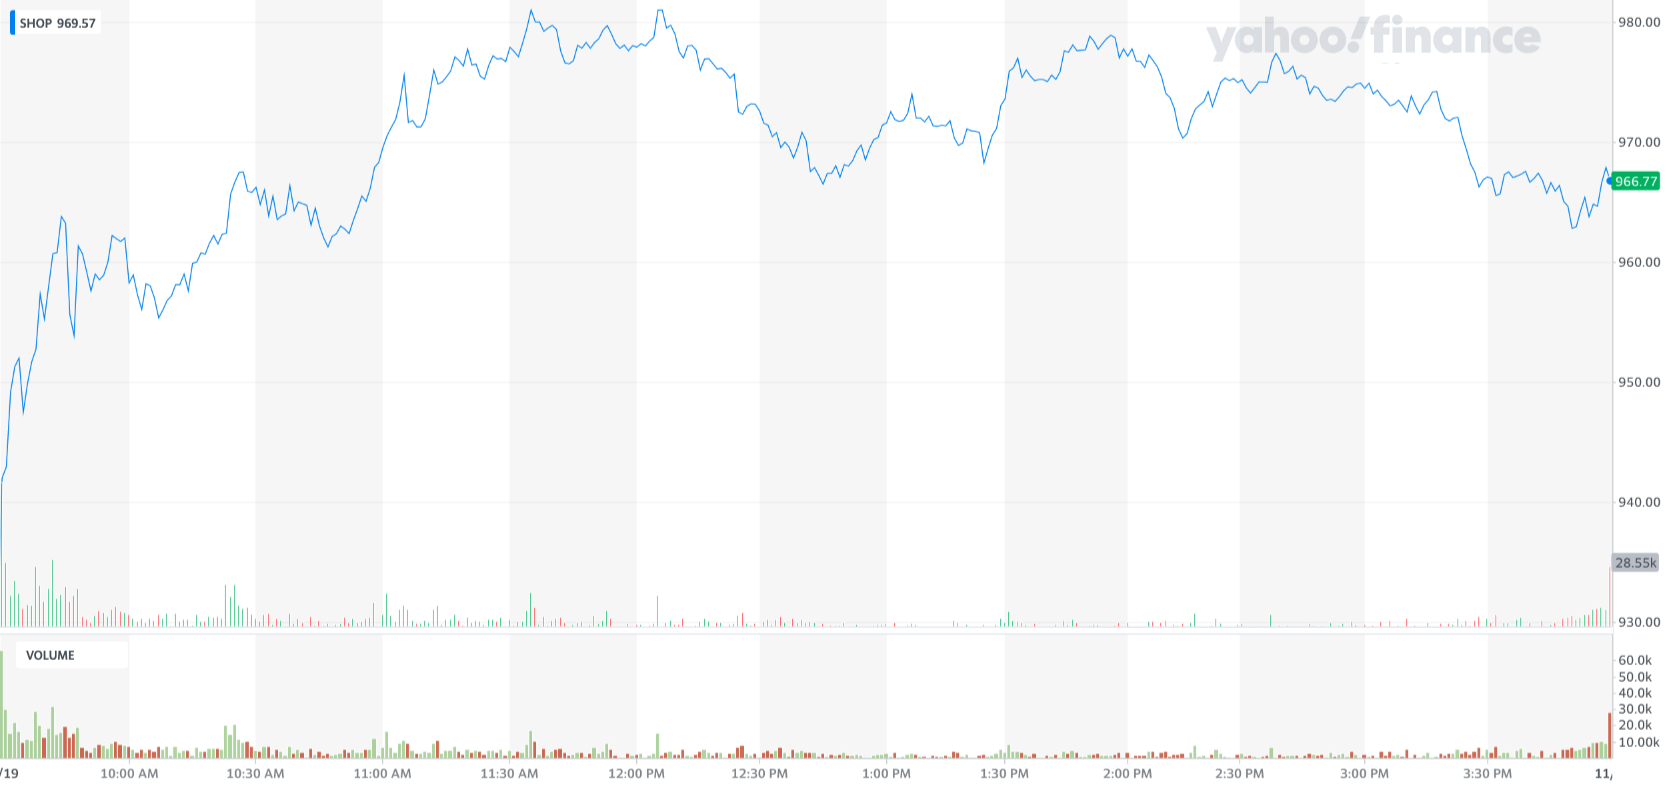 SHOP 969.57
yahoo!finance
980.00
970.00
966.77
960.00
950.00
940.00
28.55k
930.00
VOLUME
60.0k
50.0k
40.0k
30.0k
20.0k
10.00k
/19 10:00 AM 10:30 AM 11:00 AM 11:30 AM 12:00 PM 12:30 PM 1:00 PM 1:30 PM 2:00 PM 2:30 PM 3:00 PM 3:30 PM 11/